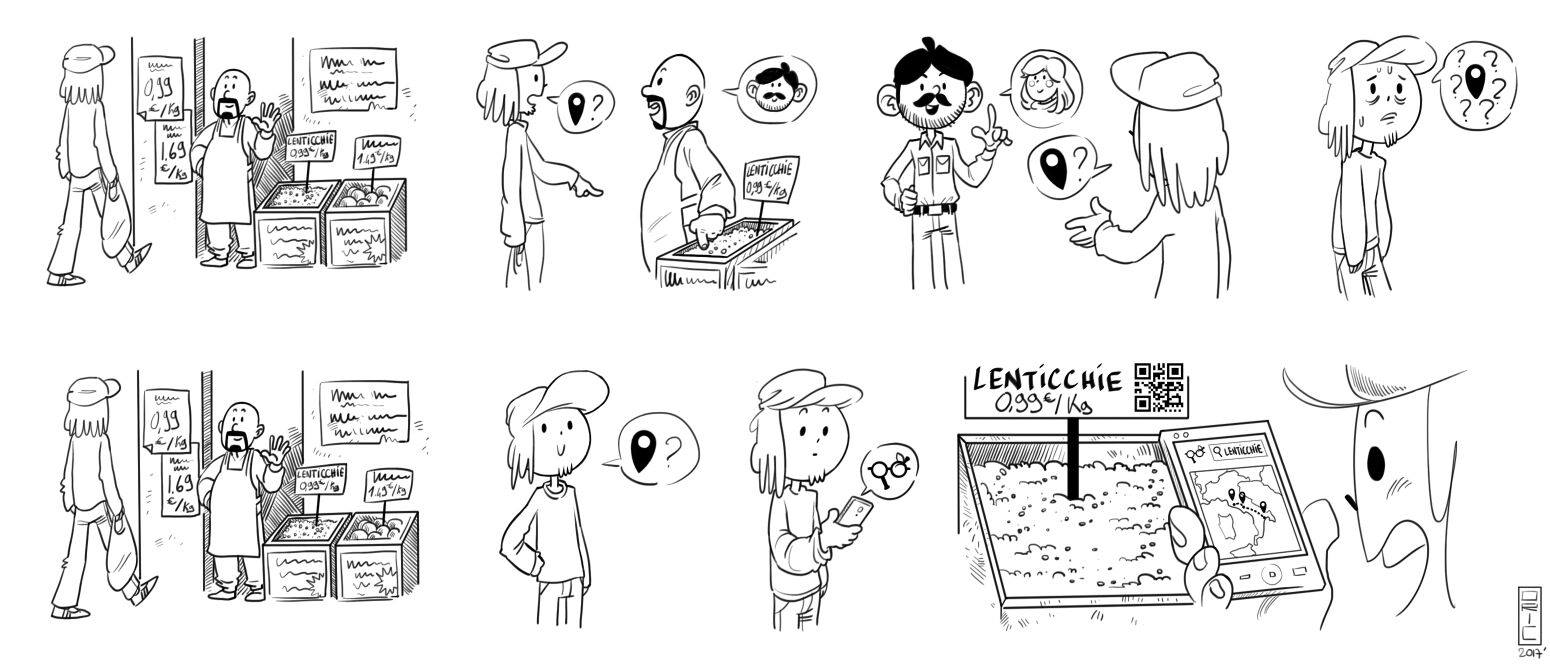 0,99
€/Kg
1,69
€/Kg
LENTICCHIE
0,99€/Kg
1.49€/Kg
?
LENTICCHIE
0,99€/Kg
?
? ? ? ? ? ? ?
0,99
€/Kg
1,69
€/Kg
LENTICCHIE
0,99€/Kg
1.49€/Kg
?
LENTICCHIE
0,99€/Kg
LENTICCHIE
ORIC
2017'